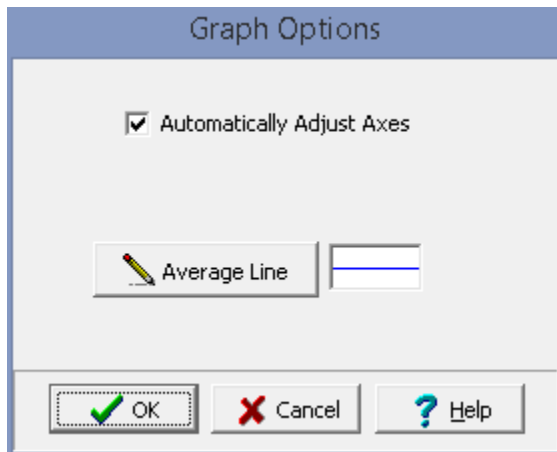 Graph Options
Automatically Adjust Axes
Average Line
OK
Cancel
Help